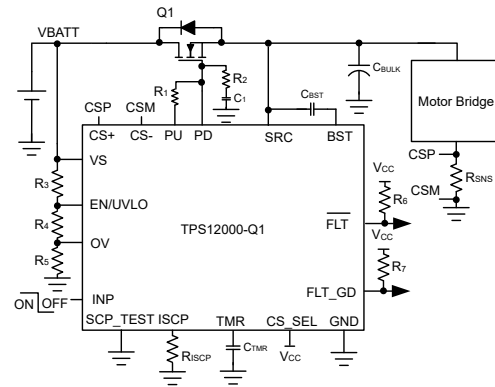 Q1
VBATT
R1
R2
C1
CBST
CBULK
Motor Bridge
CSP
CSM
CS+
CS-
PU
PD
SRC
BST
CSP
RSNS
CSM
VS
R3
EN/UVLO
R4
OV
R5
TPS12000-Q1
VCC
R6
FLT
VCC
R7
FLT_GD
ON
OFF
INP
SCP_TEST
ISCP
TMR
CS_SEL
GND
RISCP
CTMR
VCC